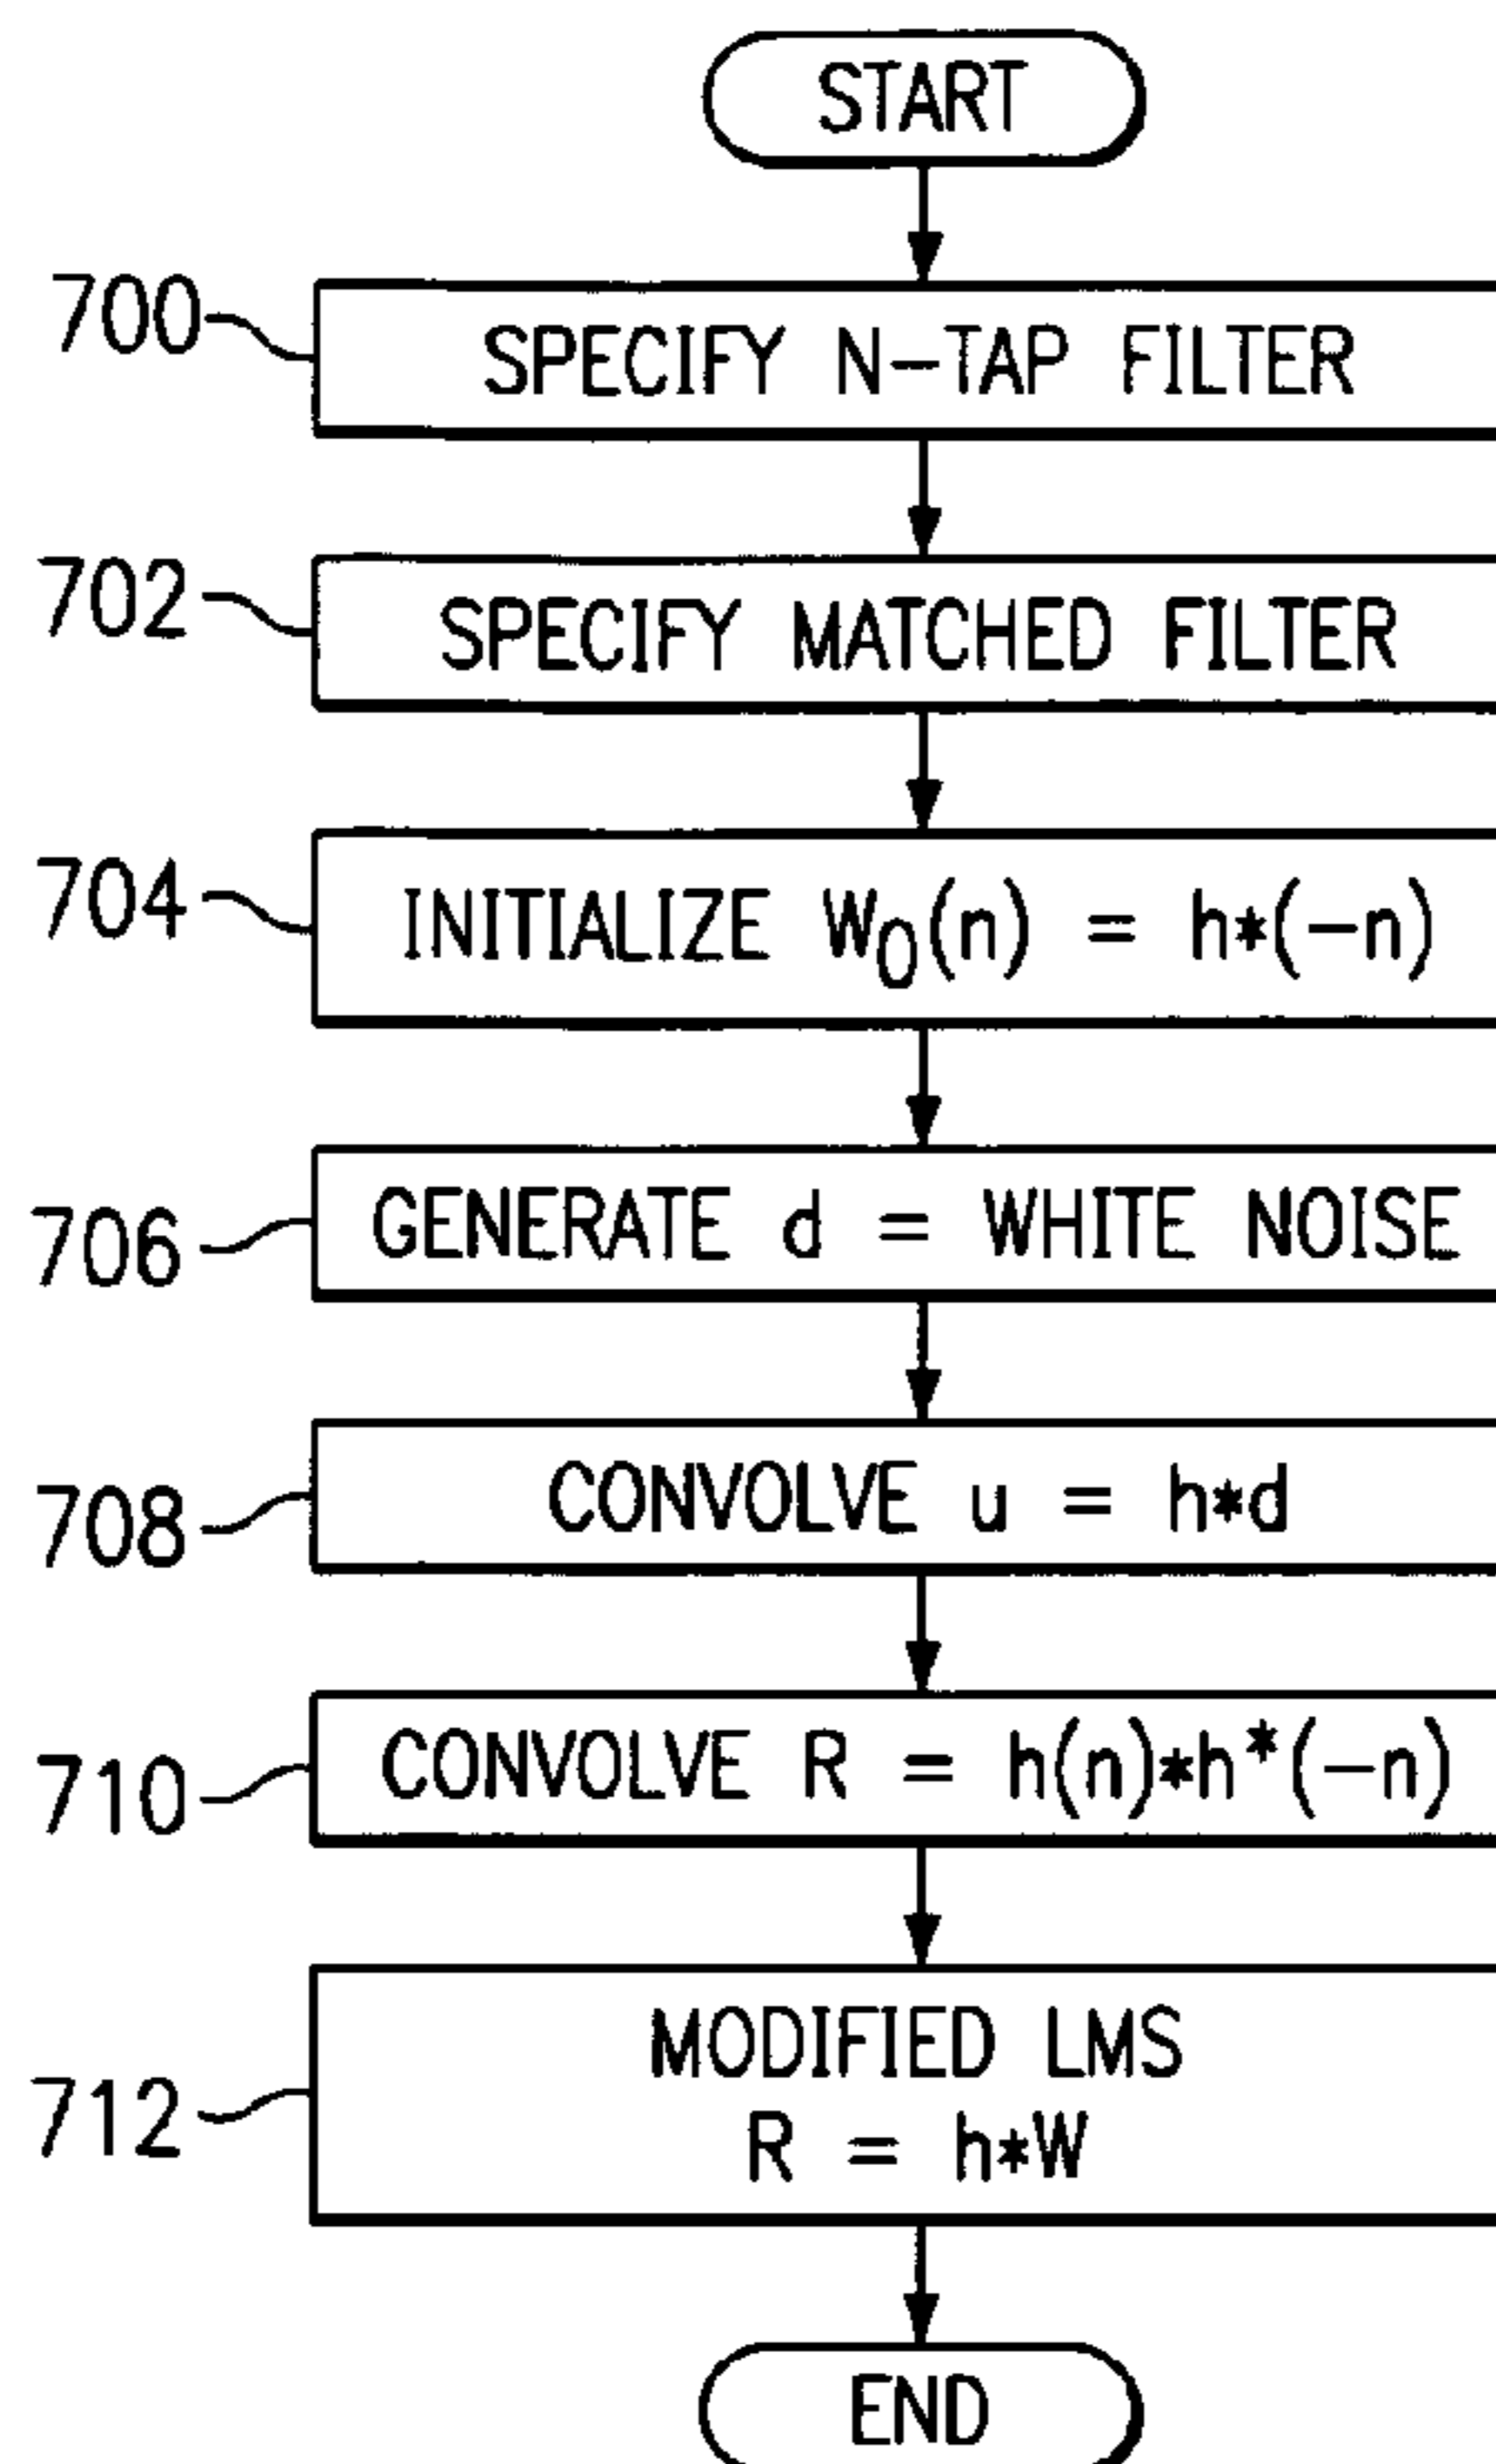 START
700
SPECIFY N-TAP FILTER
702
SPECIFY MATCHED FILTER
704
INITIALIZE W₀(n) = h*(-n)
706
GENERATE d = WHITE NOISE
708
CONVOLVE u = h*d
710
CONVOLVE R = h(n)*h*(-n)
712
MODIFIED LMS
R = h*W
END